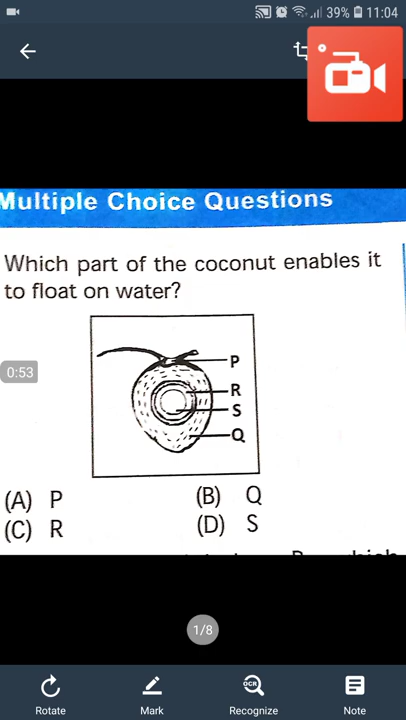 39% 11:04
Multiple Choice Questions
Which part of the coconut enables it
to float on water?
P
R
S
Q
0:53
(A) P (B) Q
(C) R (D) S
1/8
OCR
Rotate Mark Recognize Note